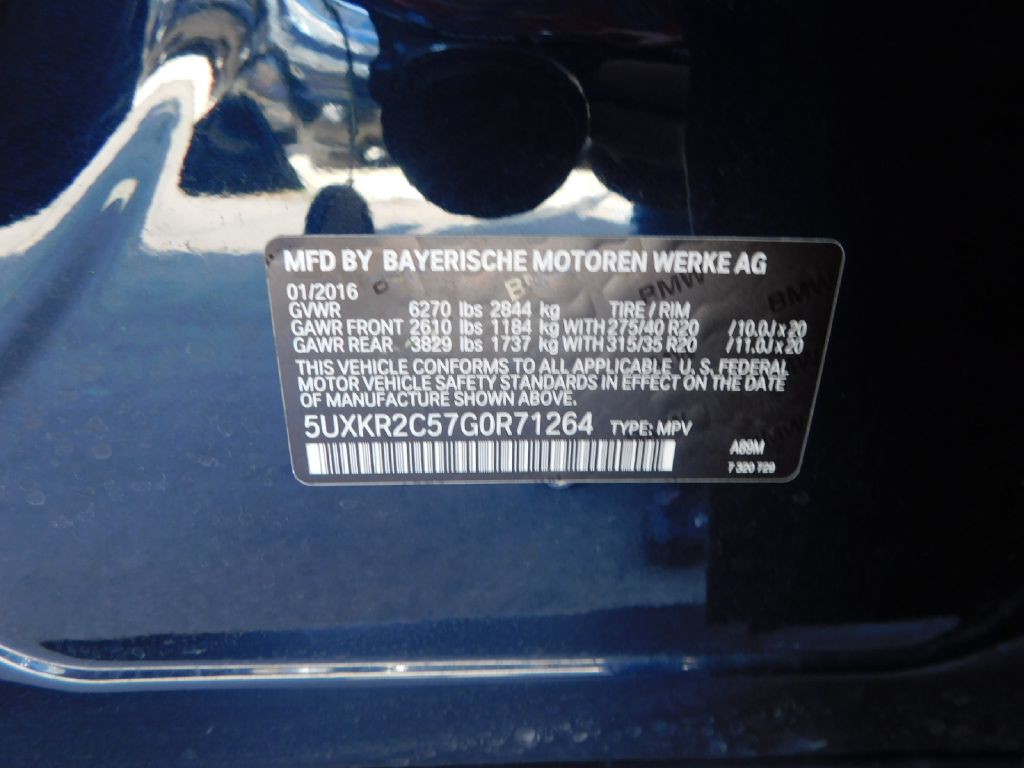 MFD BY BAYERISCHE MOTOREN WERKE AG
01/2016
GVWR 6270 lbs 2844 kg TIRE / RIM
GAWR FRONT 2610 lbs 1184 kg WITH 275/40 R20 / 10.0J x 20
GAWR REAR 3829 lbs 1737 kg WITH 315/35 R20 / 11.0J x 20
THIS VEHICLE CONFORMS TO ALL APPLICABLE U. S. FEDERAL
MOTOR VEHICLE SAFETY STANDARDS IN EFFECT ON THE DATE
OF MANUFACTURE SHOWN ABOVE.
5UXKR2C57G0R71264 TYPE: MPV
A89M
7 320 729
BMW
BMW